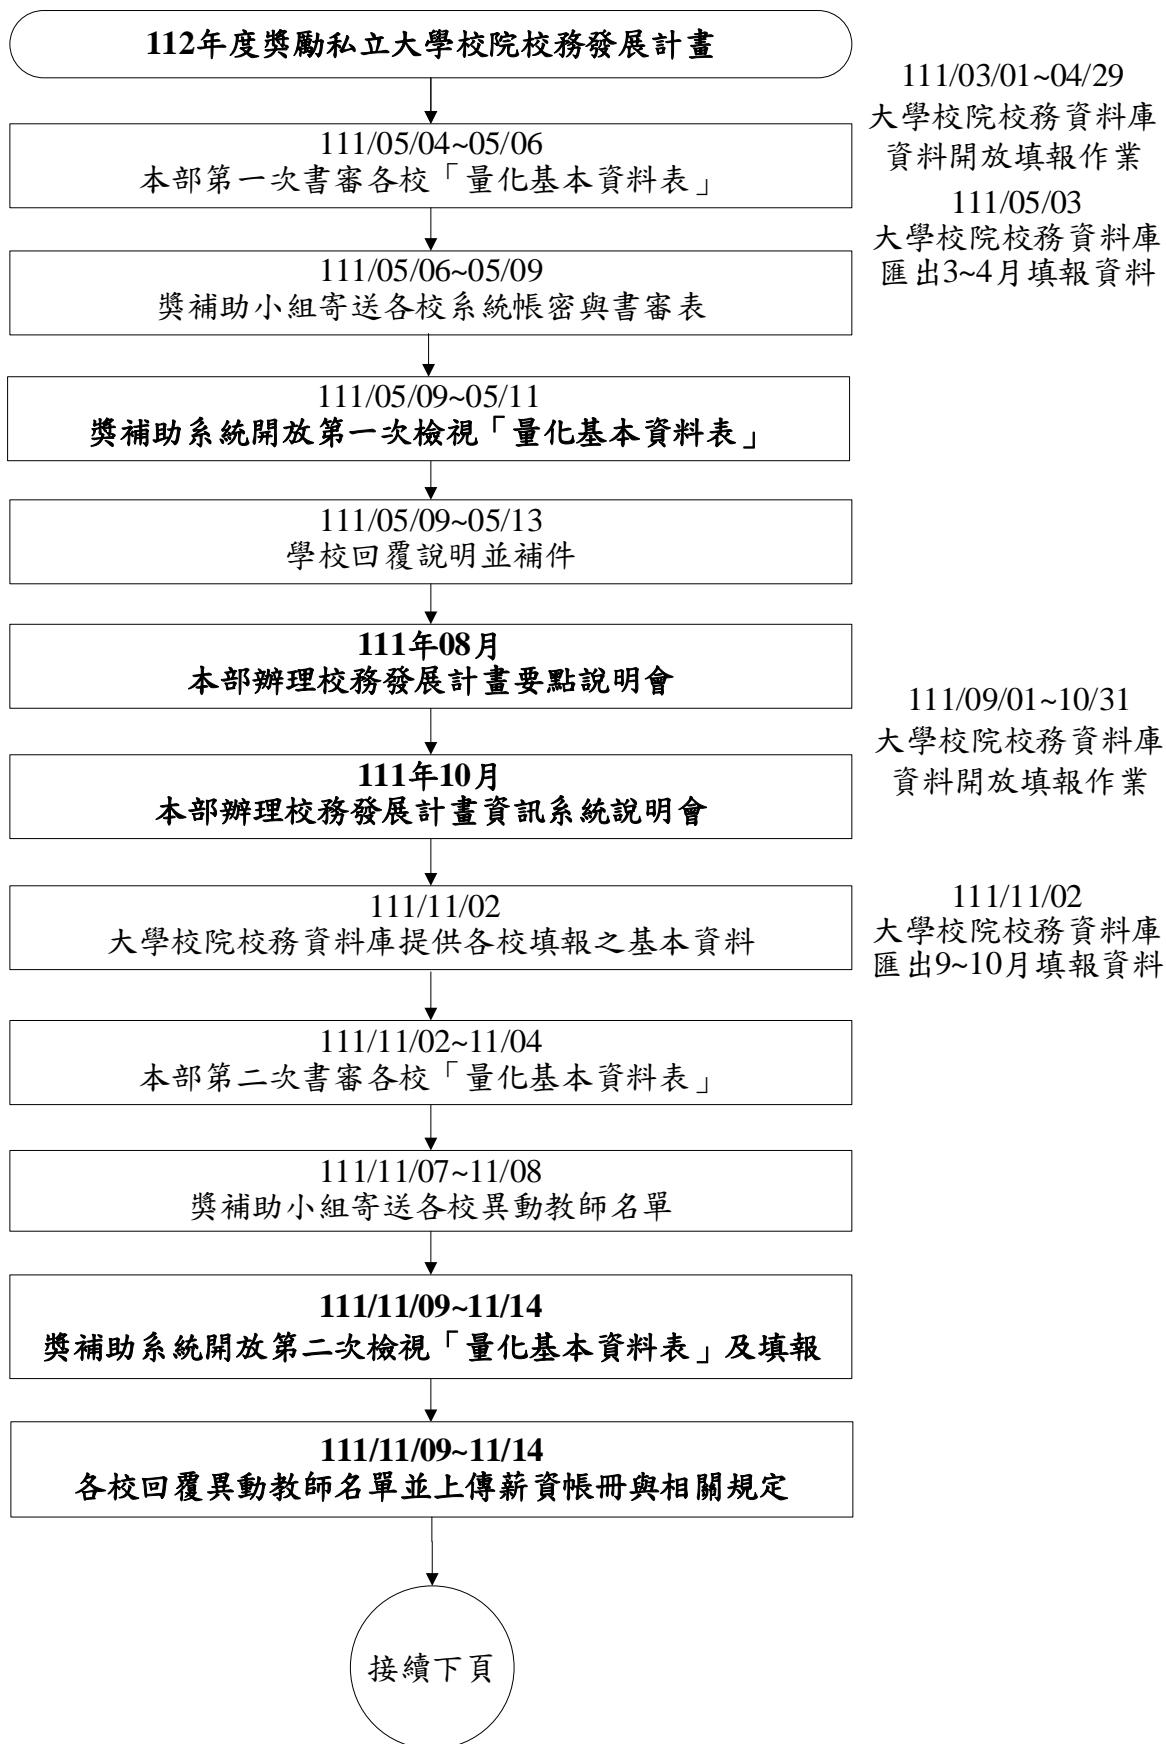 112年度獎勵私立大學校院校務發展計畫
111/03/01~04/29
大學校院校務資料庫
資料開放填報作業
111/05/04~05/06
本部第一次書審各校「量化基本資料表」
111/05/03
大學校院校務資料庫
匯出3~4月填報資料
111/05/06~05/09
獎補助小組寄送各校系統帳密與書審表
111/05/09~05/11
獎補助系統開放第一次檢視「量化基本資料表」
111/05/09~05/13
學校回覆說明並補件
111年08月
本部辦理校務發展計畫要點說明會
111/09/01~10/31
大學校院校務資料庫
資料開放填報作業
111年10月
本部辦理校務發展計畫資訊系統說明會
111/11/02
大學校院校務資料庫提供各校填報之基本資料
111/11/02
大學校院校務資料庫
匯出9~10月填報資料
111/11/02~11/04
本部第二次書審各校「量化基本資料表」
111/11/07~11/08
獎補助小組寄送各校異動教師名單
111/11/09~11/14
獎補助系統開放第二次檢視「量化基本資料表」及填報
111/11/09~11/14
各校回覆異動教師名單並上傳薪資帳冊與相關規定
接續下頁